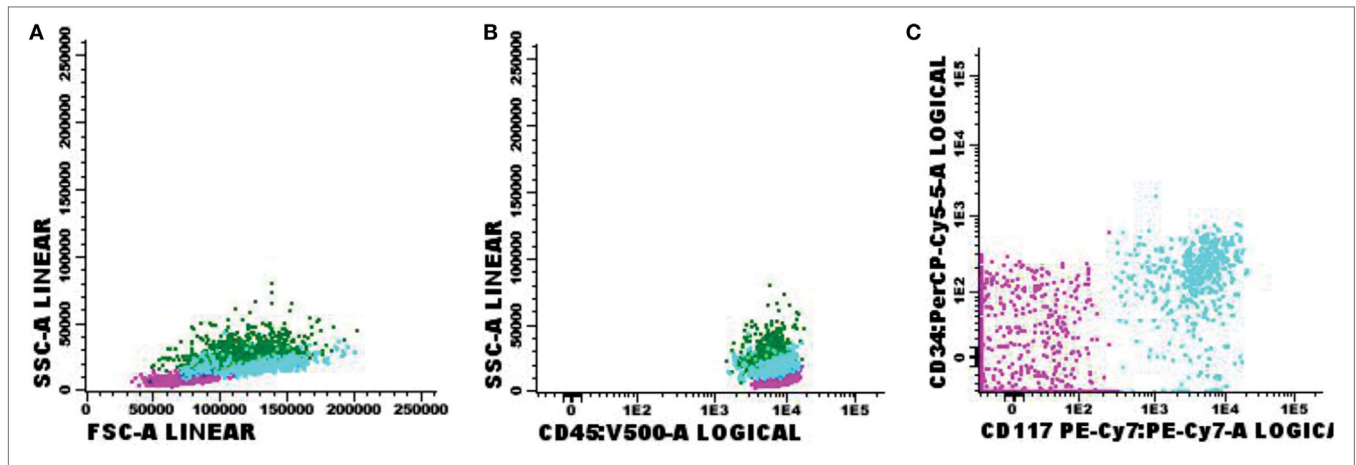 A
SSC-A LINEAR
250000
200000
150000
100000
50000
0
0 50000 100000 150000 200000 250000
FSC-A LINEAR
B
SSC-A LINEAR
250000
200000
150000
100000
50000
0
0 1E2 1E3 1E4 1E5
CD45:V500-A LOGICAL
C
CD34:PerCP-Cy5-5-A LOGICAL
1E5
1E4
1E3
1E2
0
0 1E2 1E3 1E4 1E5
CD117 PE-Cy7:PE-Cy7-A LOGIC